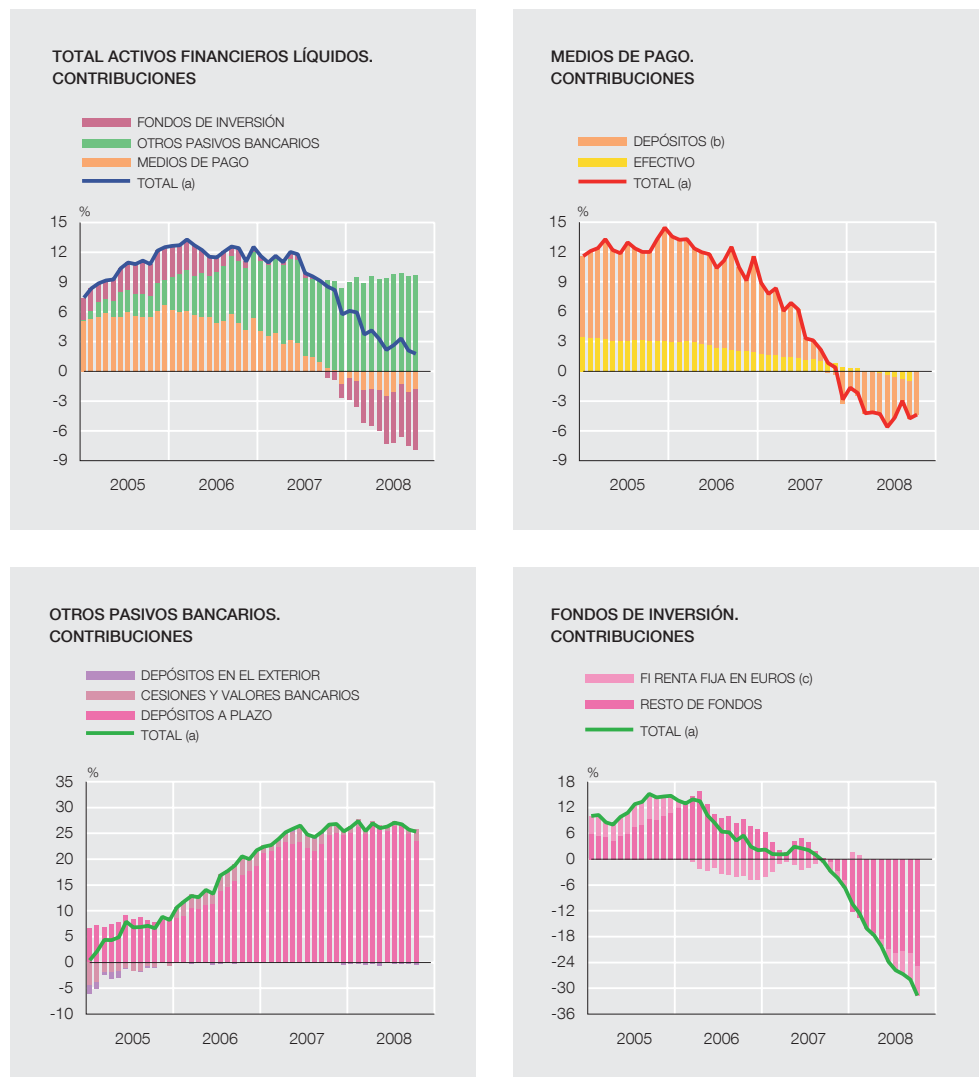 TOTAL ACTIVOS FINANCIEROS LÍQUIDOS.
CONTRIBUCIONES
FONDOS DE INVERSIÓN
OTROS PASIVOS BANCARIOS
MEDIOS DE PAGO
TOTAL (a)
%
15
12
9
6
3
0
-3
-6
-9
2005 2006 2007 2008
MEDIOS DE PAGO.
CONTRIBUCIONES
DEPÓSITOS (b)
EFECTIVO
TOTAL (a)
%
15
12
9
6
3
0
-3
-6
-9
2005 2006 2007 2008
OTROS PASIVOS BANCARIOS.
CONTRIBUCIONES
DEPÓSITOS EN EL EXTERIOR
CESIONES Y VALORES BANCARIOS
DEPÓSITOS A PLAZO
TOTAL (a)
%
35
30
25
20
15
10
5
0
-5
-10
2005 2006 2007 2008
FONDOS DE INVERSIÓN.
CONTRIBUCIONES
FI RENTA FIJA EN EUROS (c)
RESTO DE FONDOS
TOTAL (a)
%
18
12
6
0
-6
-12
-18
-24
-30
-36
2005 2006 2007 2008